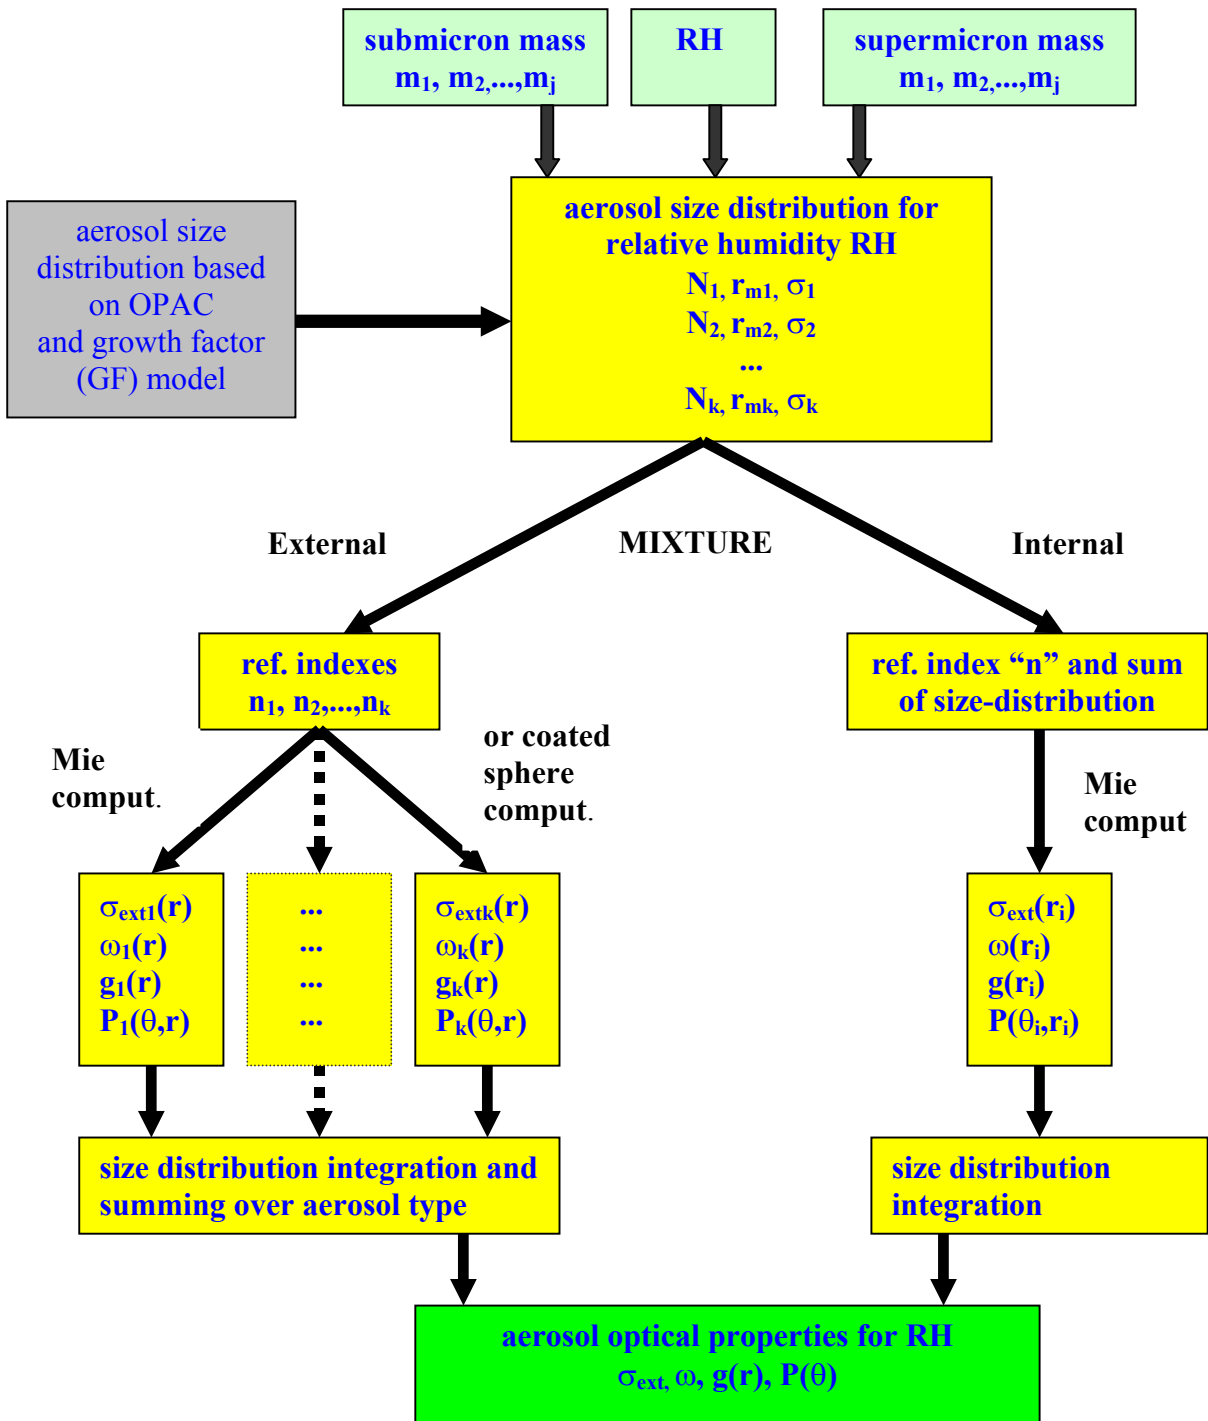 submicron mass
m1, m2,...,mj
RH
supermicron mass
m1, m2,...,mj
aerosol size
distribution based
on OPAC
and growth factor
(GF) model
aerosol size distribution for
relative humidity RH
N1, rm1, σ1
N2, rm2, σ2
...
Nk, rmk, σk
External
MIXTURE
Internal
ref. indexes
n1, n2,...,nk
ref. index “n” and sum
of size-distribution
Mie
comput.
or coated
sphere
comput.
Mie
comput
σext1(r)
ω1(r)
g1(r)
P1(θ,r)
...
...
...
...
σextk(r)
ωk(r)
gk(r)
Pk(θ,r)
σext(ri)
ω(ri)
g(ri)
P(θi,ri)
size distribution integration and
summing over aerosol type
size distribution
integration
aerosol optical properties for RH
σext, ω, g(r), P(θ)